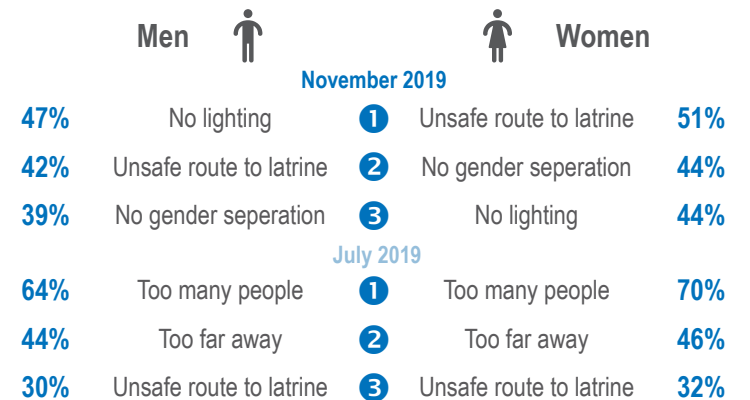 Men Women
November 2019
47% No lighting 1 Unsafe route to latrine 51%
42% Unsafe route to latrine 2 No gender seperation 44%
39% No gender seperation 3 No lighting 44%
July 2019
64% Too many people 1 Too many people 70%
44% Too far away 2 Too far away 46%
30% Unsafe route to latrine 3 Unsafe route to latrine 32%